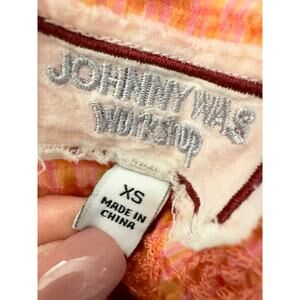 JOHNNY WAS
WORKSHOP
XS
MADE IN
CHINA